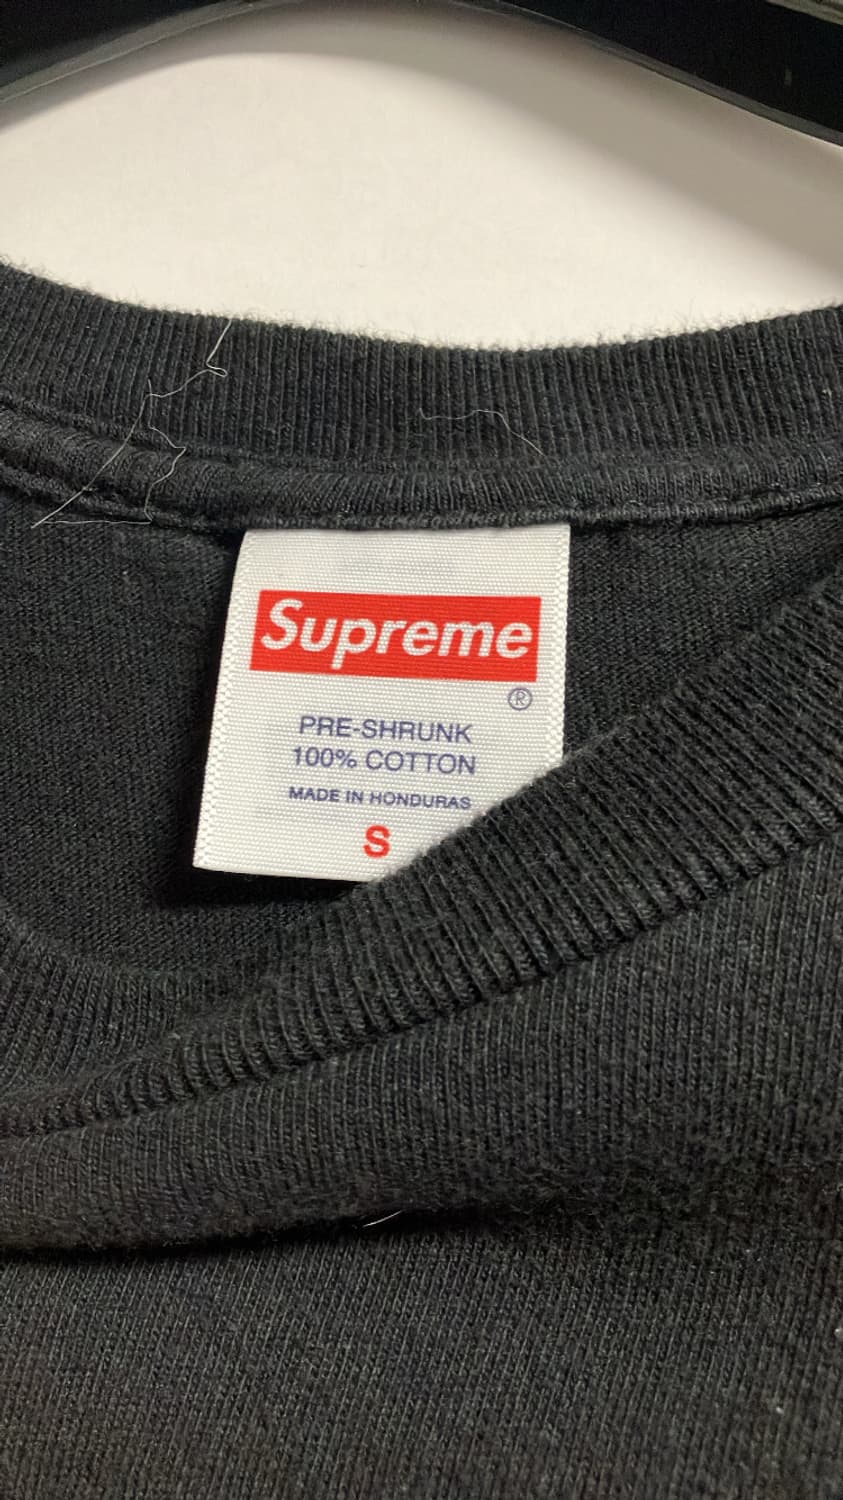 Supreme
®
PRE-SHRUNK
100% COTTON
MADE IN HONDURAS
S